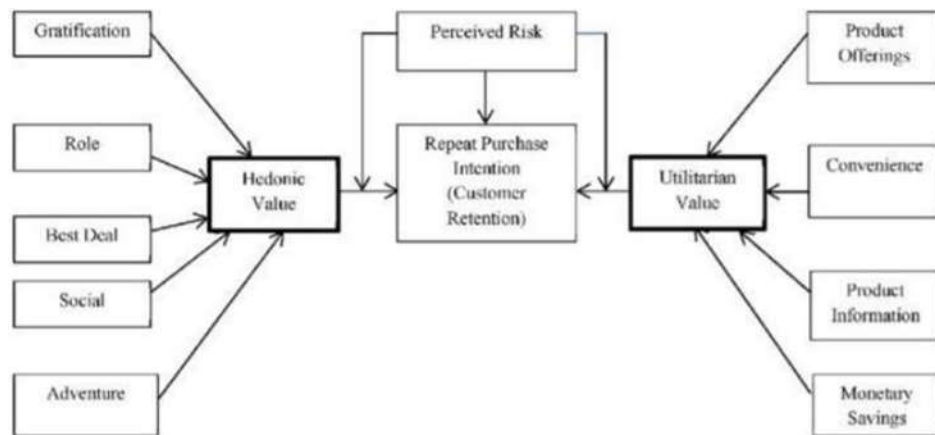 Gratification
Role
Best Deal
Social
Adventure
Hedonic
Value
Perceived Risk
Repeat Purchase
Intention
(Customer
Retention)
Utilitarian
Value
Product
Offerings
Convenience
Product
Information
Monetary
Savings